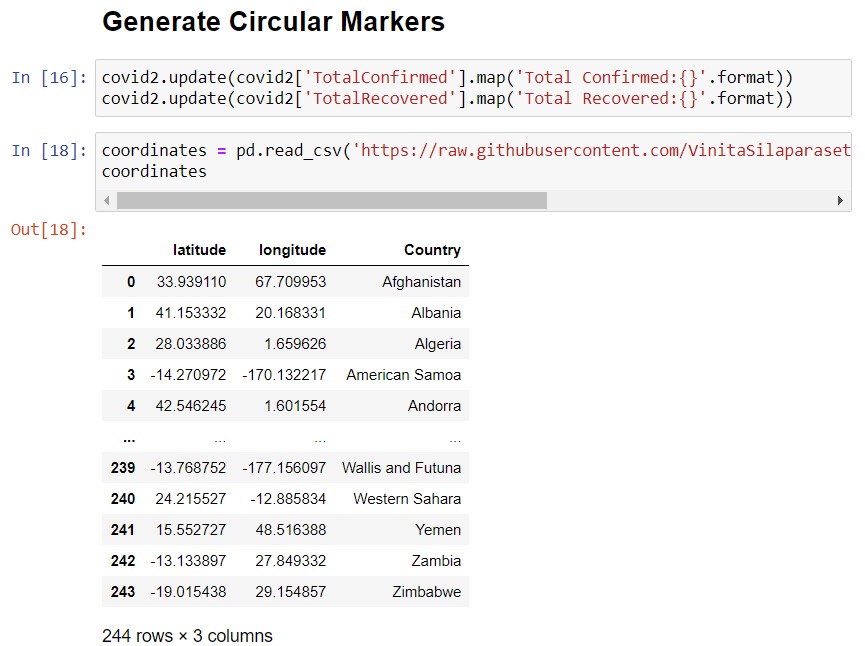 Generate Circular Markers
In [16]: covid2.update(covid2['TotalConfirmed'].map('Total Confirmed:{}'.format))
covid2.update(covid2['TotalRecovered'].map('Total Recovered:{}'.format))
In [18]: coordinates = pd.read_csv('https://raw.githubusercontent.com/VinitaSilaparaset
coordinates
Out[18]:
latitude longitude Country
0 33.939110 67.709953 Afghanistan
1 41.153332 20.168331 Albania
2 28.033886 1.659626 Algeria
3 -14.270972 -170.132217 American Samoa
4 42.546245 1.601554 Andorra
... ... ... ...
239 -13.768752 -177.156097 Wallis and Futuna
240 24.215527 -12.885834 Western Sahara
241 15.552727 48.516388 Yemen
242 -13.133897 27.849332 Zambia
243 -19.015438 29.154857 Zimbabwe
244 rows × 3 columns